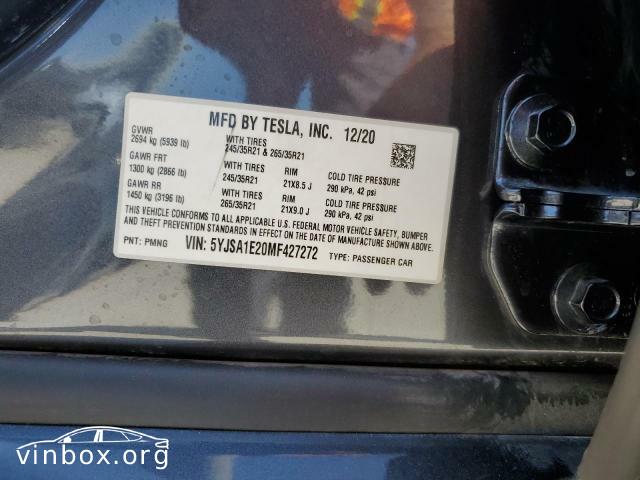 MFD BY TESLA, INC. 12/20
GVWR
2694 kg (5939 lb)
WITH TIRES
245/35R21 & 265/35R21
GAWR FRT
1300 kg (2866 lb)
WITH TIRES
245/35R21
RIM
21X8.5 J
COLD TIRE PRESSURE
290 kPa, 42 psi
GAWR RR
1450 kg (3196 lb)
WITH TIRES
265/35R21
RIM
21X9.0 J
COLD TIRE PRESSURE
290 kPa, 42 psi
THIS VEHICLE CONFORMS TO ALL APPLICABLE U.S. FEDERAL MOTOR VEHICLE SAFETY, BUMPER
AND THEFT PREVENTION STANDARDS IN EFFECT ON THE DATE OF MANUFACTURE SHOWN ABOVE.
PNT: PMNG VIN: 5YJSA1E20MF427272 TYPE: PASSENGER CAR
vinbox.org